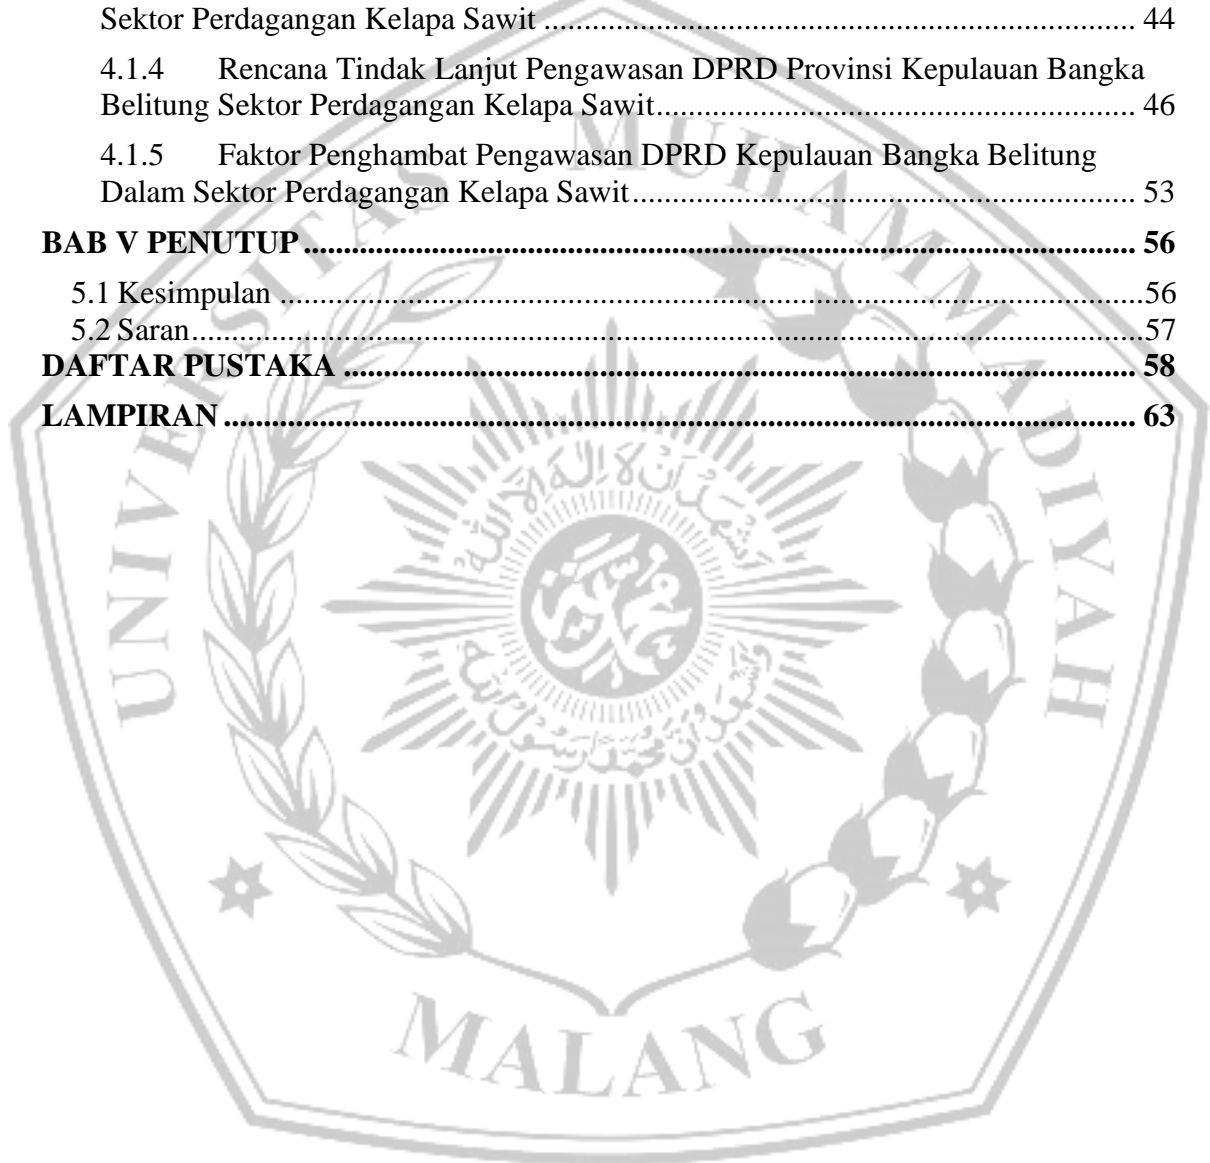 Sektor Perdagangan Kelapa Sawit ........................................................................ 44
4.1.4 Rencana Tindak Lanjut Pengawasan DPRD Provinsi Kepulauan Bangka
Belitung Sektor Perdagangan Kelapa Sawit.......................................................... 46
4.1.5 Faktor Penghambat Pengawasan DPRD Kepulauan Bangka Belitung
Dalam Sektor Perdagangan Kelapa Sawit............................................................. 53
BAB V PENUTUP ..................................................................................................... 56
5.1 Kesimpulan .........................................................................................................56
5.2 Saran....................................................................................................................57
DAFTAR PUSTAKA ................................................................................................ 58
LAMPIRAN ............................................................................................................... 63
UNIVERSITAS MUHAMMADIYAH
MALANG